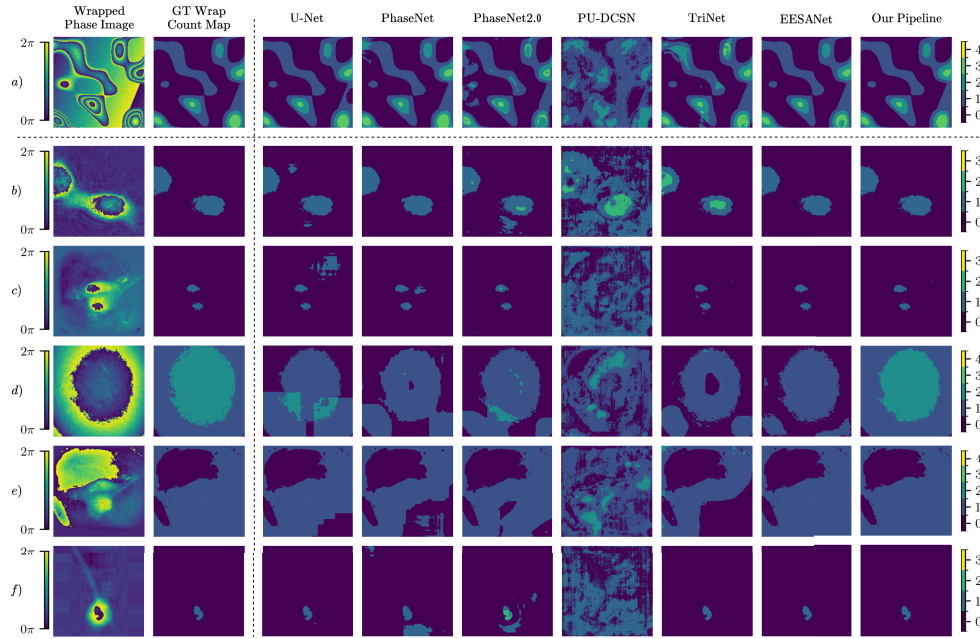 Wrapped
Phase Image
GT Wrap
Count Map
U-Net
PhaseNet
PhaseNet2.0
PU-DCSN
TriNet
EESANet
Our Pipeline
a)
2π
0π
4
3
2
1
0
b)
2π
0π
3
2
1
0
c)
2π
0π
3
2
1
0
d)
2π
0π
4
3
2
1
0
e)
2π
0π
4
3
2
1
0
f)
2π
0π
3
2
1
0